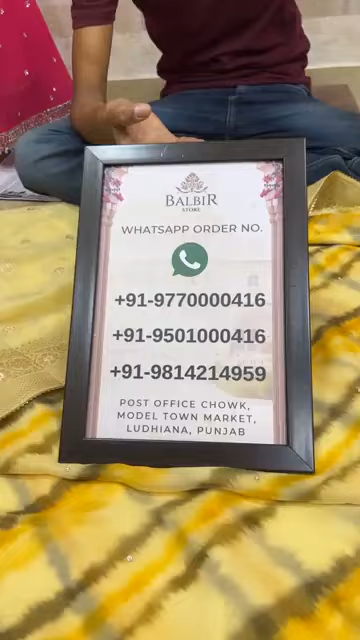 BALBIR
STORE
WHATSAPP ORDER NO.
+91-9770000416
+91-9501000416
+91-9814214959
POST OFFICE CHOWK,
MODEL TOWN MARKET,
LUDHIANA, PUNJAB